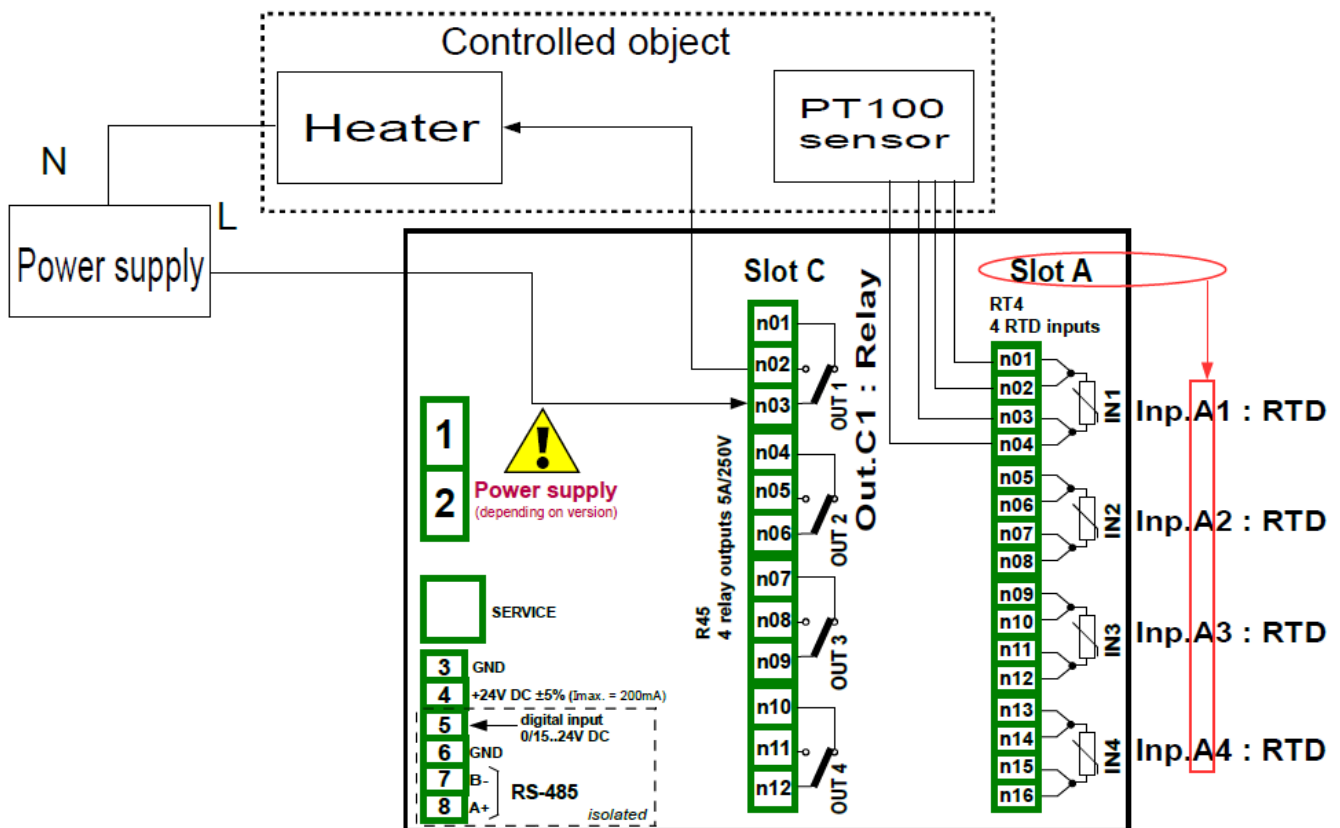 Controlled object
Heater
PT100
sensor
N
L
Power supply
Slot C
Slot A
RT4
4 RTD inputs
n01
n02
n03
n04
n05
n06
n07
n08
n09
n10
n11
n12
OUT 1
OUT 2
OUT 3
OUT 4
R45
4 relay outputs 5A/250V
Out.C1 : Relay
n01
n02
n03
n04
n05
n06
n07
n08
n09
n10
n11
n12
n13
n14
n15
n16
IN1
IN2
IN3
IN4
Inp.A1 : RTD
Inp.A2 : RTD
Inp.A3 : RTD
Inp.A4 : RTD
1
2
!
Power supply
(depending on version)
SERVICE
3 GND
4 +24V DC ±5% (Imax. = 200mA)
5 digital input
0/15..24V DC
6 GND
7 B-
RS-485
8 A+
isolated